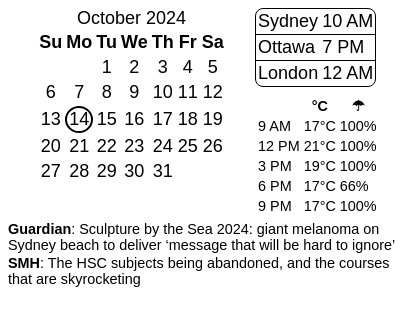 October 2024
Su Mo Tu We Th Fr Sa
1 2 3 4 5
6 7 8 9 10 11 12
13 14 15 16 17 18 19
20 21 22 23 24 25 26
27 28 29 30 31
Sydney 10 AM
Ottawa 7 PM
London 12 AM
°C ☂
9 AM 17°C 100%
12 PM 21°C 100%
3 PM 19°C 100%
6 PM 17°C 66%
9 PM 17°C 100%
Guardian: Sculpture by the Sea 2024: giant melanoma on
Sydney beach to deliver ‘message that will be hard to ignore’
SMH: The HSC subjects being abandoned, and the courses
that are skyrocketing